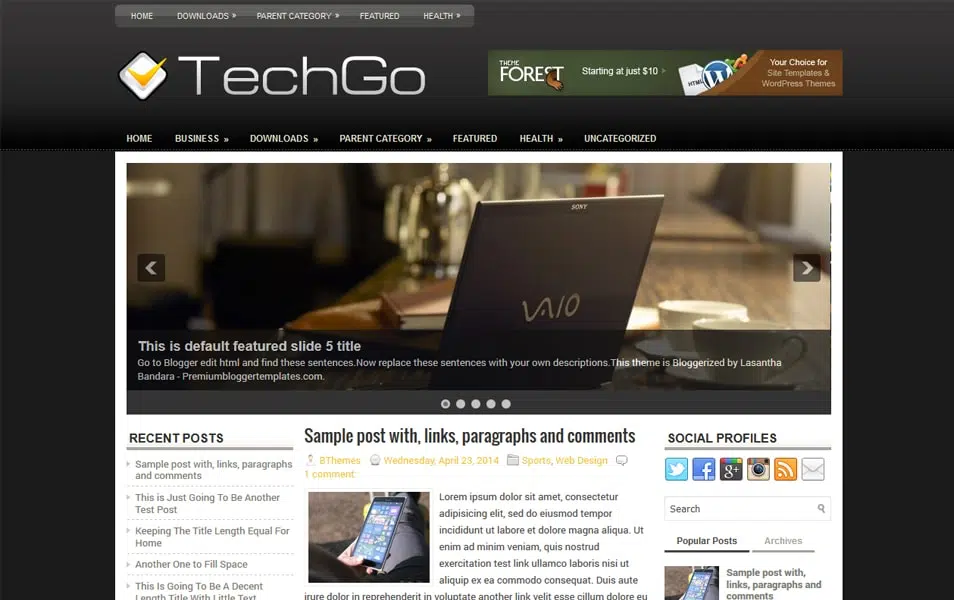 HOME DOWNLOADS » PARENT CATEGORY » FEATURED HEALTH »
TechGo
THEME
FOREST
Starting at just $10 >
HTML
Your Choice for
Site Templates &
WordPress Themes
HOME BUSINESS » DOWNLOADS » PARENT CATEGORY » FEATURED HEALTH » UNCATEGORIZED
SONY
VAIO
This is default featured slide 5 title
Go to Blogger edit html and find these sentences.Now replace these sentences with your own descriptions.This theme is Bloggerized by Lasantha
Bandara - Premiumbloggertemplates.com.
RECENT POSTS
Sample post with, links, paragraphs
and comments
This is Just Going To Be Another
Test Post
Keeping The Title Length Equal For
Home
Another One to Fill Space
This Is Going To Be A Decent
Length Title With Little Text
Sample post with, links, paragraphs and comments
BThemes Wednesday, April 23, 2014 Sports, Web Design
1 comment
Lorem ipsum dolor sit amet, consectetur
adipisicing elit, sed do eiusmod tempor
incididunt ut labore et dolore magna aliqua. Ut
enim ad minim veniam, quis nostrud
exercitation test link ullamco laboris nisi ut
aliquip ex ea commodo consequat. Duis aute
irure dolor in reprehenderit in voluptate another link velit esse cillum dolore eu
SOCIAL PROFILES
Search
Popular Posts Archives
Sample post with,
links, paragraphs and
comments